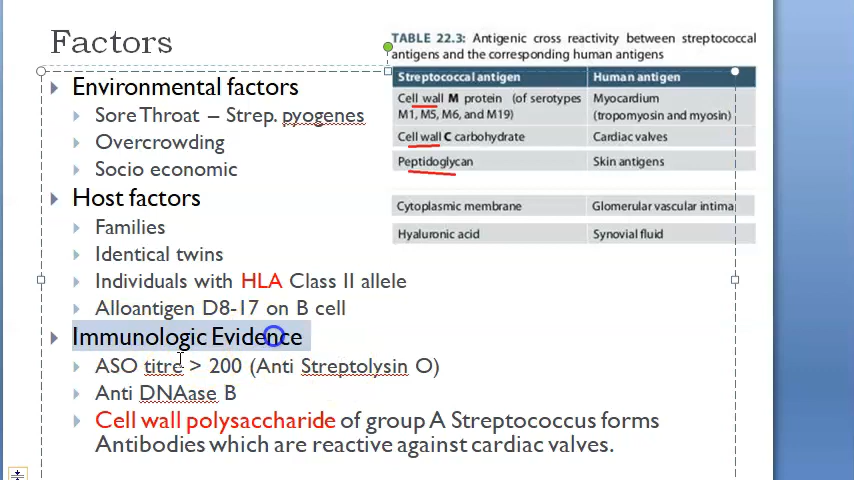 Factors
Environmental factors
Sore Throat – Strep. pyogenes
Overcrowding
Socio economic
Host factors
Families
Identical twins
Individuals with HLA Class II allele
Alloantigen D8-17 on B cell
Immunologic Evidence
ASO titre > 200 (Anti Streptolysin O)
Anti DNAase B
Cell wall polysaccharide of group A Streptococcus forms
Antibodies which are reactive against cardiac valves.
TABLE 22.3: Antigenic cross reactivity between streptococcal
antigens and the corresponding human antigens
Streptococcal antigen Human antigen
Cell wall M protein (of serotypes Myocardium
M1, M5, M6, and M19) (tropomyosin and myosin)
Cell wall C carbohydrate Cardiac valves
Peptidoglycan Skin antigens
Cytoplasmic membrane Glomerular vascular intima
Hyaluronic acid Synovial fluid